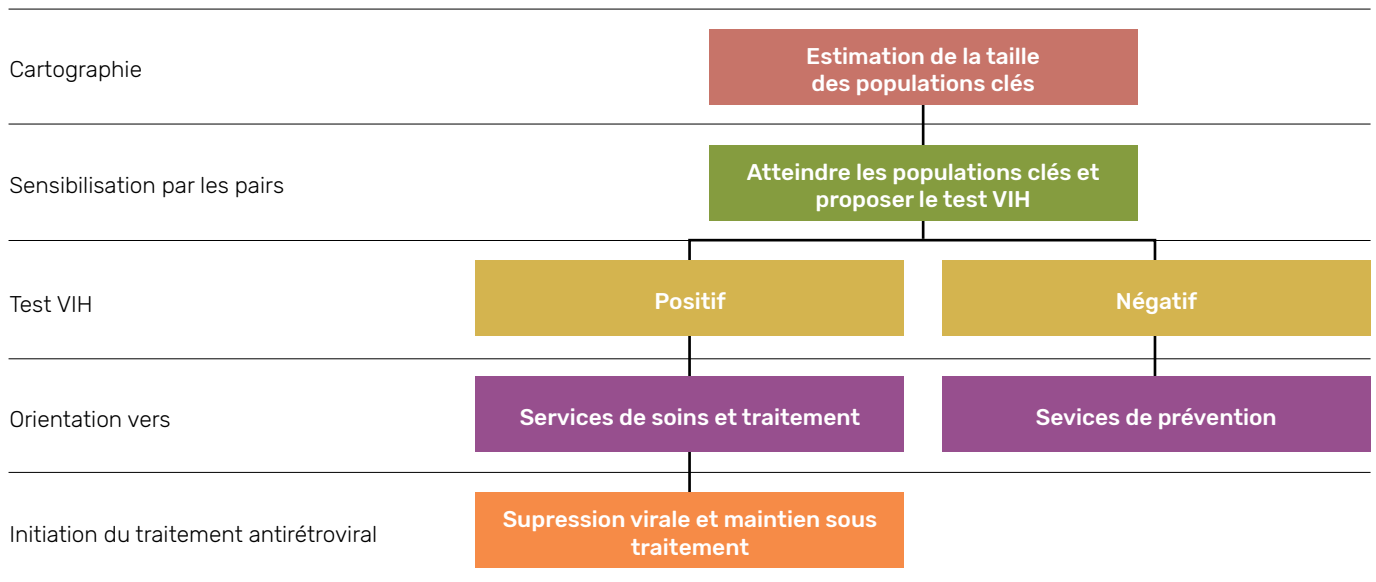 Cartographie
Estimation de la taille
des populations clés
Sensibilisation par les pairs
Atteindre les populations clés et
proposer le test VIH
Test VIH
Positif
Négatif
Orientation vers
Services de soins et traitement
Sevices de prévention
Initiation du traitement antirétroviral
Supression virale et maintien sous
traitement